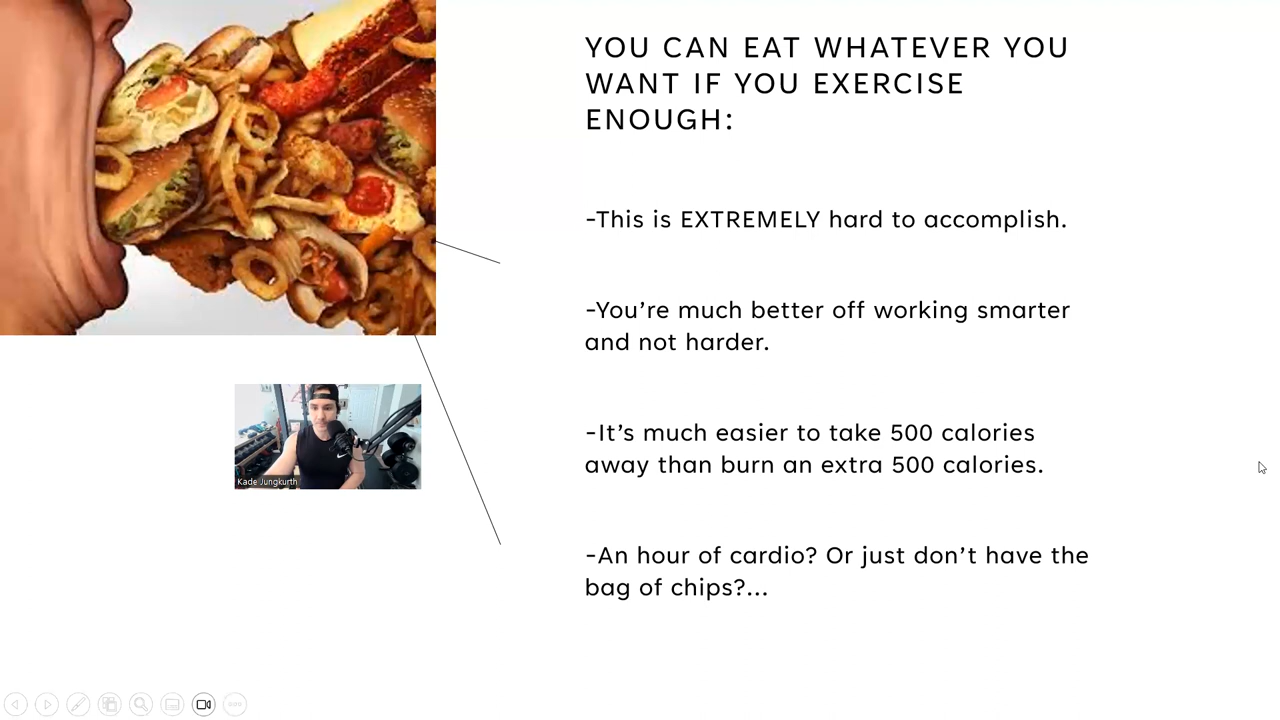 YOU CAN EAT WHATEVER YOU
WANT IF YOU EXERCISE
ENOUGH:
-This is EXTREMELY hard to accomplish.
-You’re much better off working smarter
and not harder.
-It’s much easier to take 500 calories
away than burn an extra 500 calories.
-An hour of cardio? Or just don’t have the
bag of chips?...
Kade Jungkurth